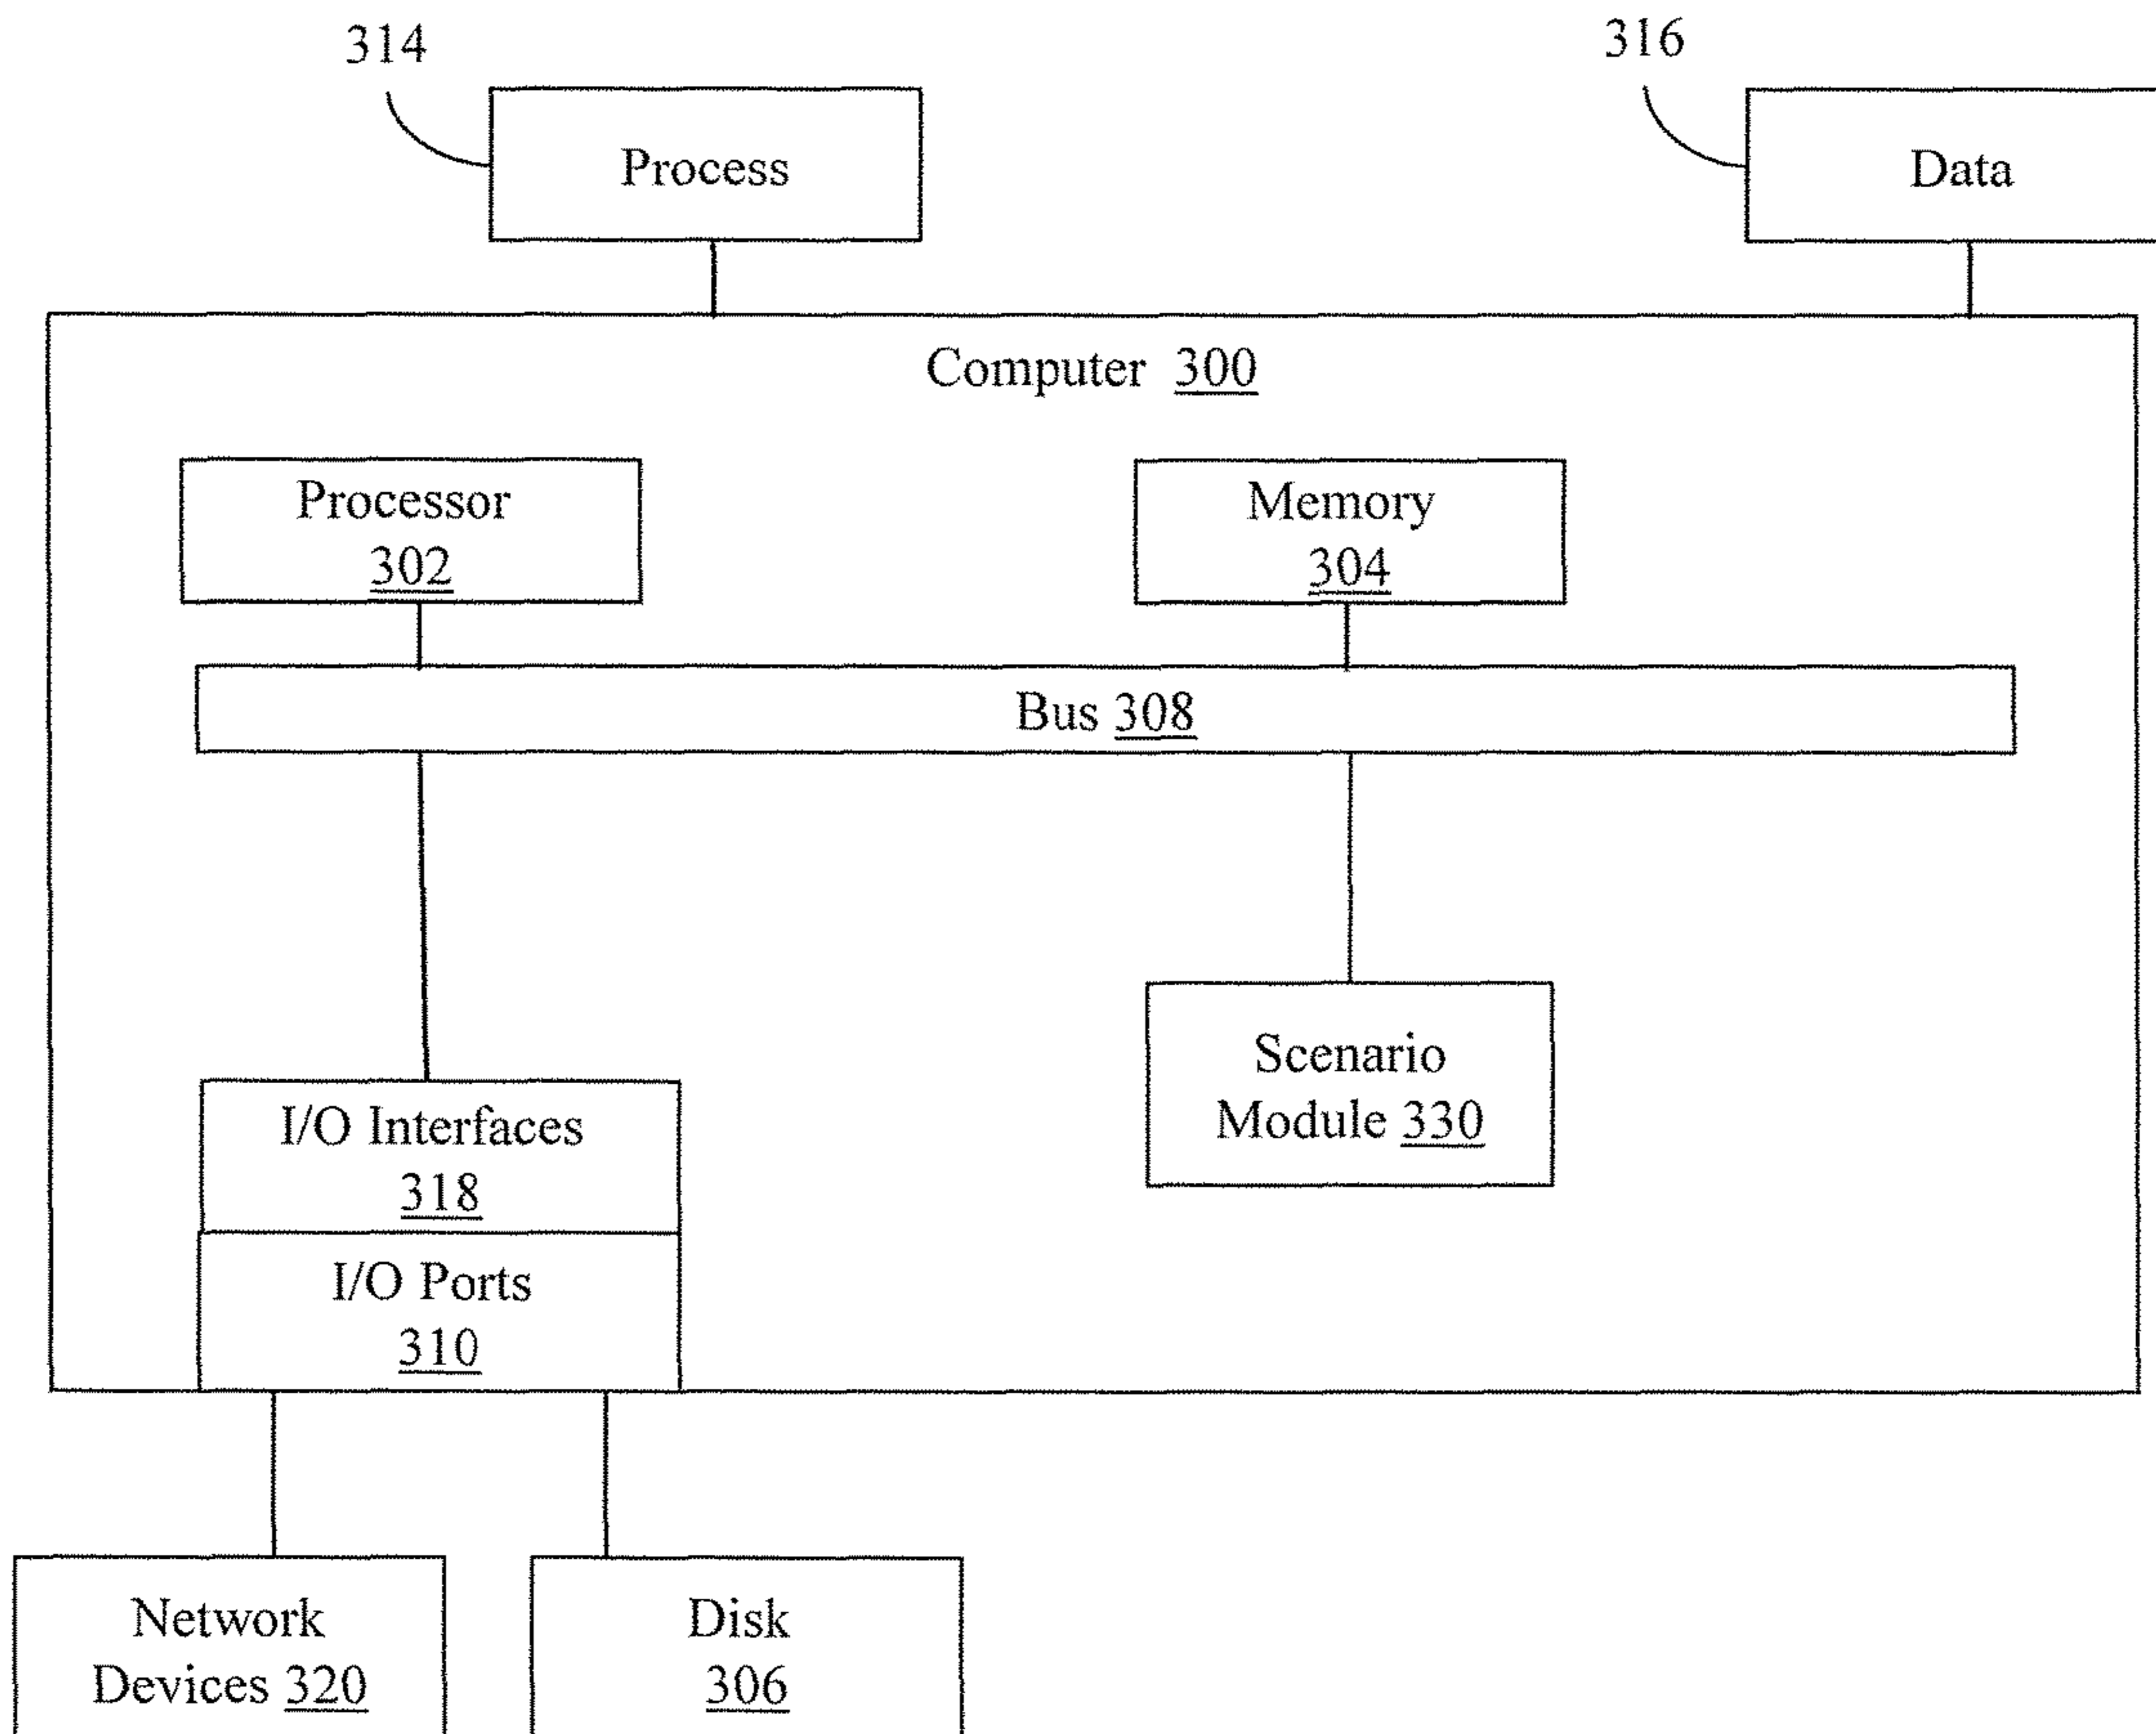 314
316
Process
Data
Computer 300
Processor
302
Memory
304
Bus 308
Scenario
Module 330
I/O Interfaces
318
I/O Ports
310
Network
Devices 320
Disk
306